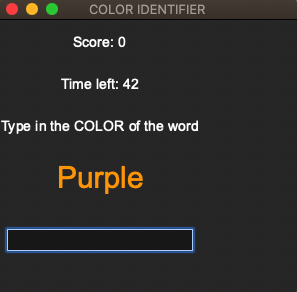 COLOR IDENTIFIER
Score: 0
Time left: 42
Type in the COLOR of the word
Purple